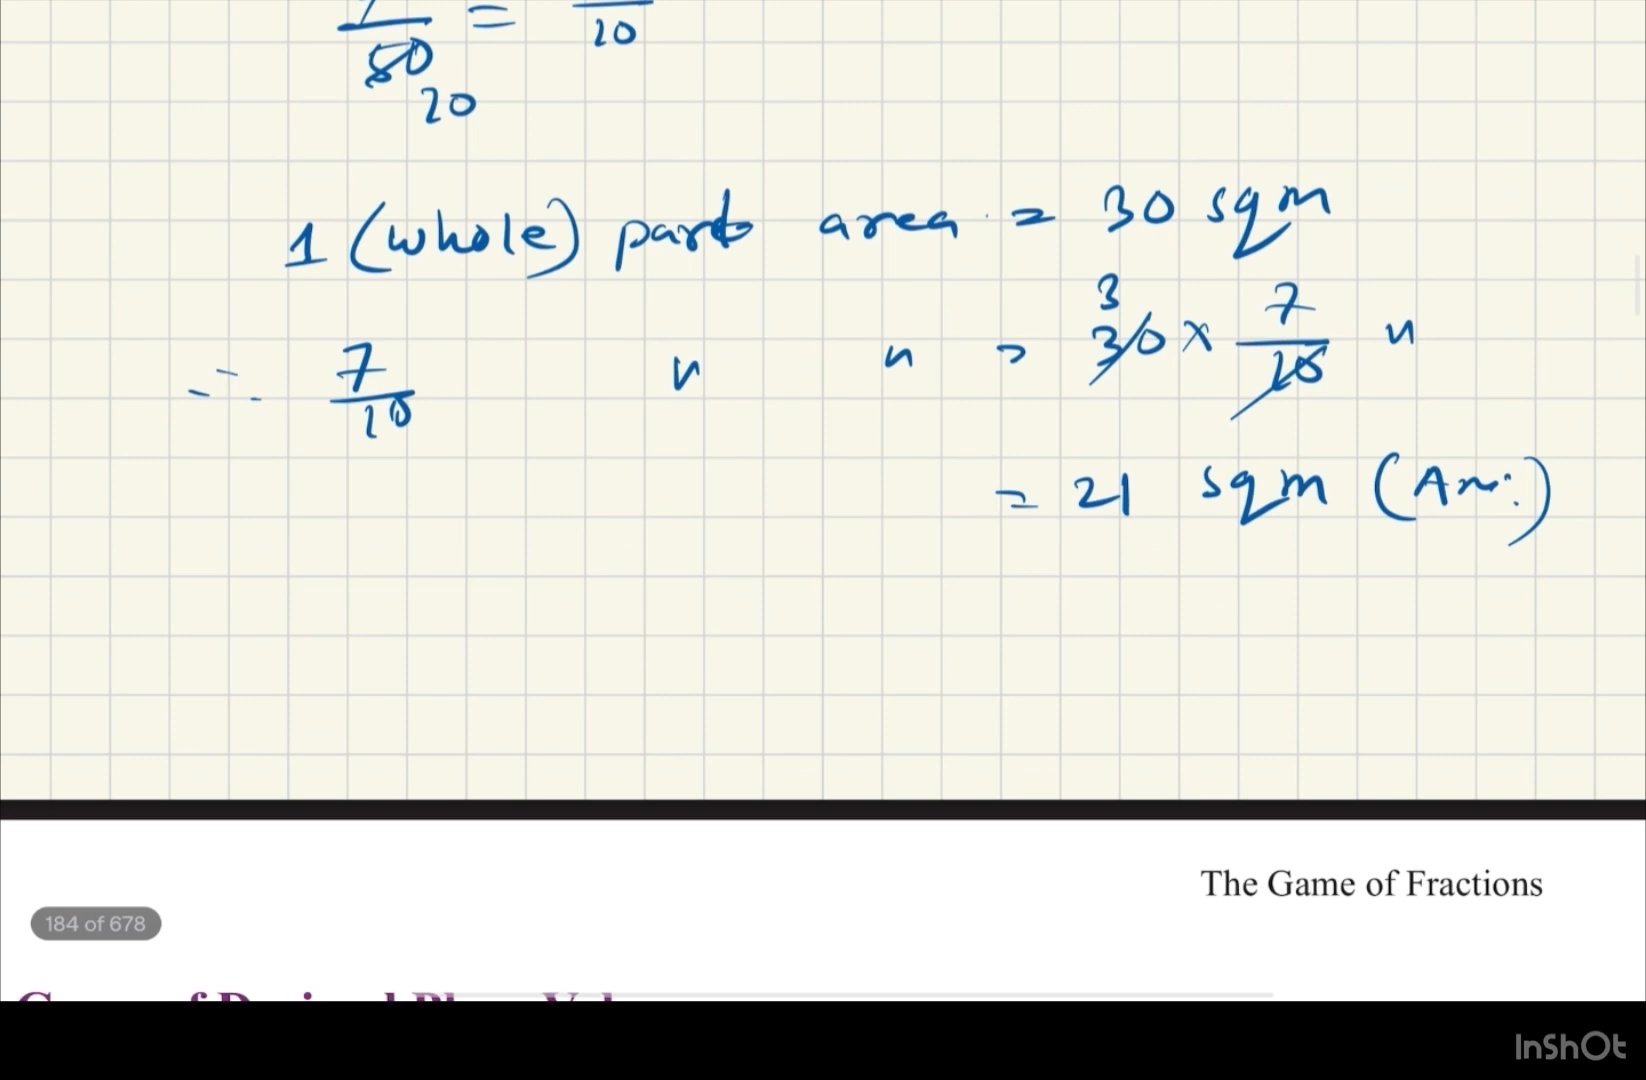 50 = 10
20
1 (whole) part area = 30 sqm
3
∴ 7/10 " " = 30 × 7/10 "
= 21 sqm (Ans:)
The Game of Fractions
184 of 678
InShOt